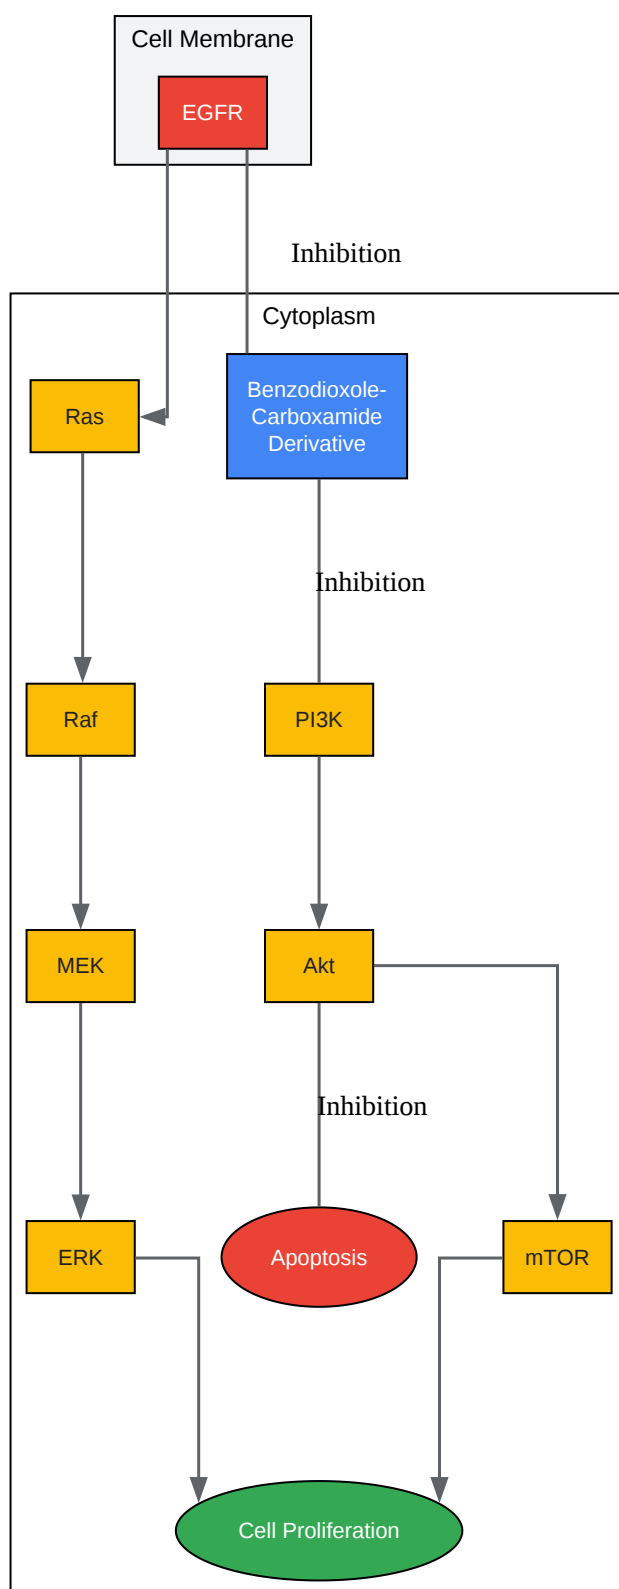 Cell Membrane
EGFR
Inhibition
Cytoplasm
Ras
Benzodioxole-
Carboxamide
Derivative
Inhibition
Raf
PI3K
MEK
Akt
Inhibition
ERK
Apoptosis
mTOR
Cell Proliferation